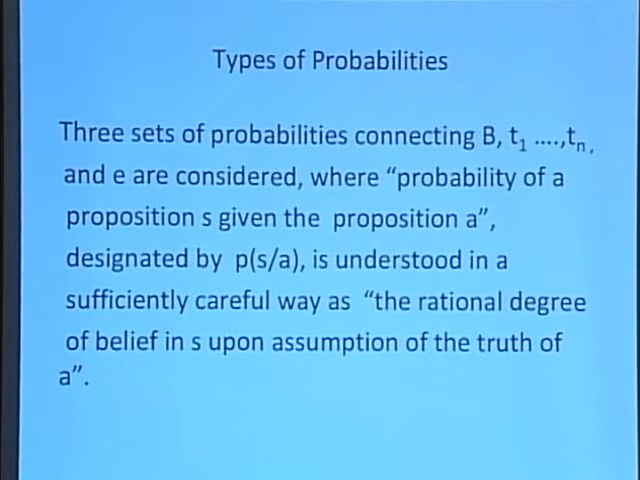 Types of Probabilities
Three sets of probabilities connecting B, t₁ ....,tₙ,
and e are considered, where “probability of a
proposition s given the proposition a”,
designated by p(s/a), is understood in a
sufficiently careful way as “the rational degree
of belief in s upon assumption of the truth of
a”.